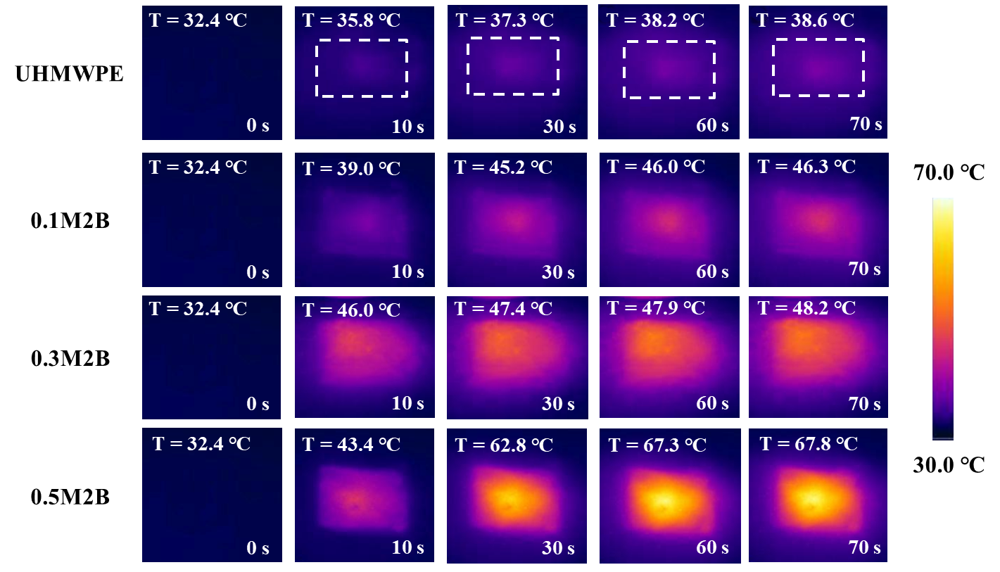 T = 32.4 ℃
T = 35.8 ℃
T = 37.3 ℃
T = 38.2 ℃
T = 38.6 ℃
UHMWPE
0 s
10 s
30 s
60 s
70 s
T = 32.4 ℃
T = 39.0 ℃
T = 45.2 ℃
T = 46.0 ℃
T = 46.3 ℃
0.1M2B
0 s
10 s
30 s
60 s
70 s
T = 32.4 ℃
T = 46.0 ℃
T = 47.4 ℃
T = 47.9 ℃
T = 48.2 ℃
0.3M2B
0 s
10 s
30 s
60 s
70 s
T = 32.4 ℃
T = 43.4 ℃
T = 62.8 ℃
T = 67.3 ℃
T = 67.8 ℃
0.5M2B
0 s
10 s
30 s
60 s
70 s
70.0 ℃
30.0 ℃